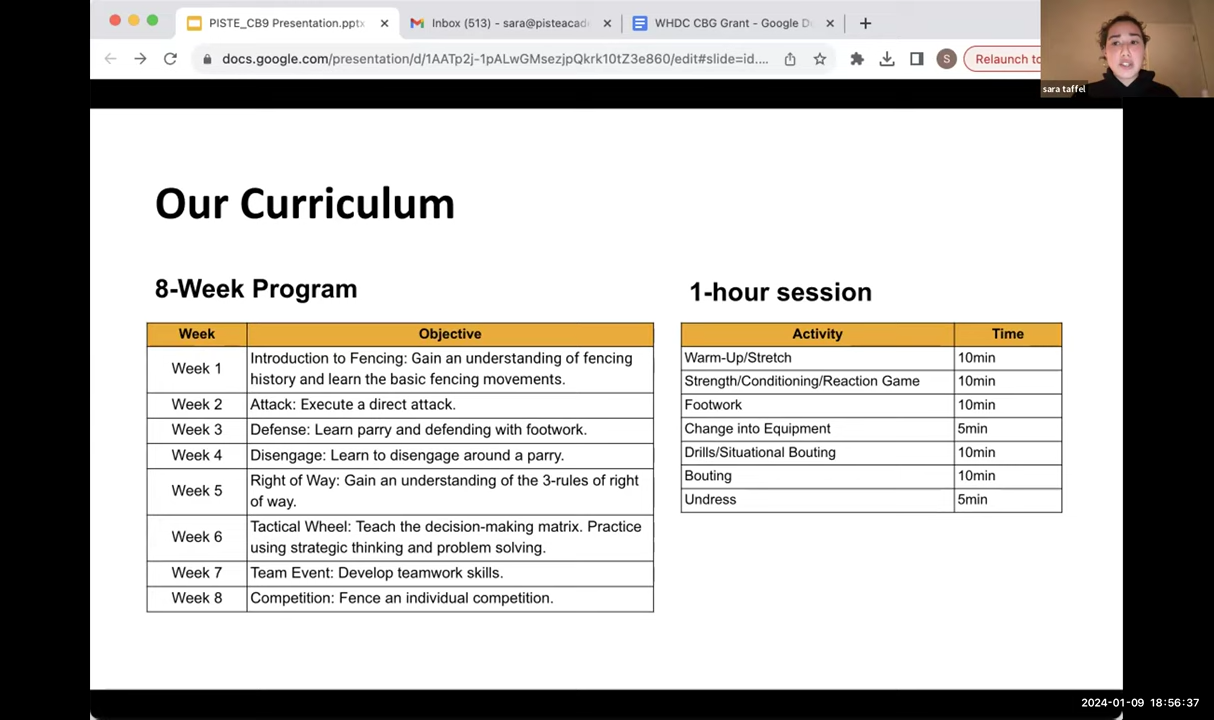 PISTE_CB9 Presentation.pptx
Inbox (513) - sara@pisteacad
WHDC CBG Grant - Google D
docs.google.com/presentation/d/1AATp2j-1pALwGMsezjpQkrk10tZ3e860/edit#slide=id....
S
Relaunch to
sara taffel
Our Curriculum
8-Week Program
Week Objective
Week 1 Introduction to Fencing: Gain an understanding of fencing
history and learn the basic fencing movements.
Week 2 Attack: Execute a direct attack.
Week 3 Defense: Learn parry and defending with footwork.
Week 4 Disengage: Learn to disengage around a parry.
Week 5 Right of Way: Gain an understanding of the 3-rules of right
of way.
Week 6 Tactical Wheel: Teach the decision-making matrix. Practice
using strategic thinking and problem solving.
Week 7 Team Event: Develop teamwork skills.
Week 8 Competition: Fence an individual competition.
1-hour session
Activity Time
Warm-Up/Stretch 10min
Strength/Conditioning/Reaction Game 10min
Footwork 10min
Change into Equipment 5min
Drills/Situational Bouting 10min
Bouting 10min
Undress 5min
2024-01-09 18:56:37